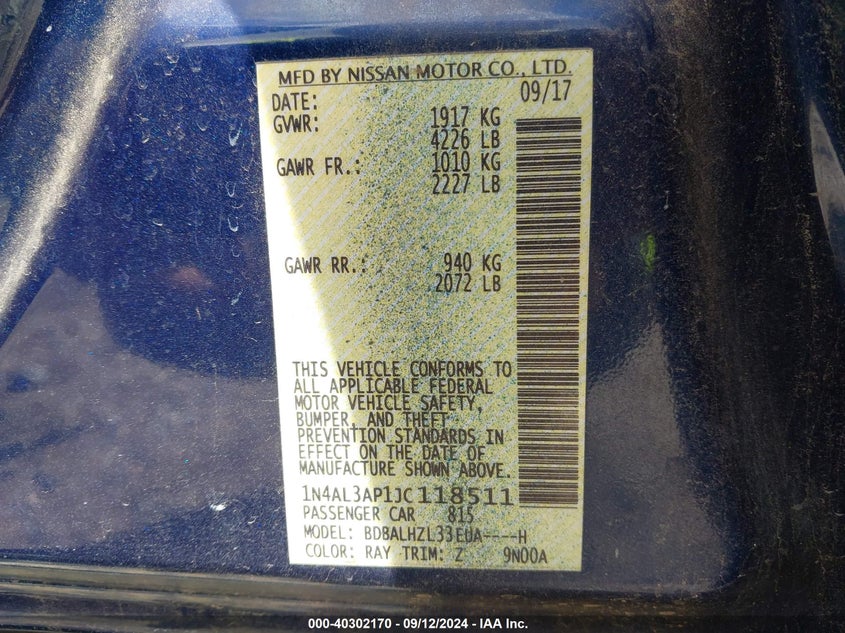 MFD BY NISSAN MOTOR CO., LTD.
DATE: 09/17
GVWR: 1917 KG
4226 LB
GAWR FR.: 1010 KG
2227 LB
GAWR RR.: 940 KG
2072 LB
THIS VEHICLE CONFORMS TO
ALL APPLICABLE FEDERAL
MOTOR VEHICLE SAFETY,
BUMPER, AND THEFT
PREVENTION STANDARDS IN
EFFECT ON THE DATE OF
MANUFACTURE SHOWN ABOVE.
1N4AL3AP1JC118511
PASSENGER CAR 815
MODEL: BDBALHZL33EUA----H
COLOR: RAY TRIM: Z 9N00A
000-40302170 - 09/12/2024 - IAA Inc.